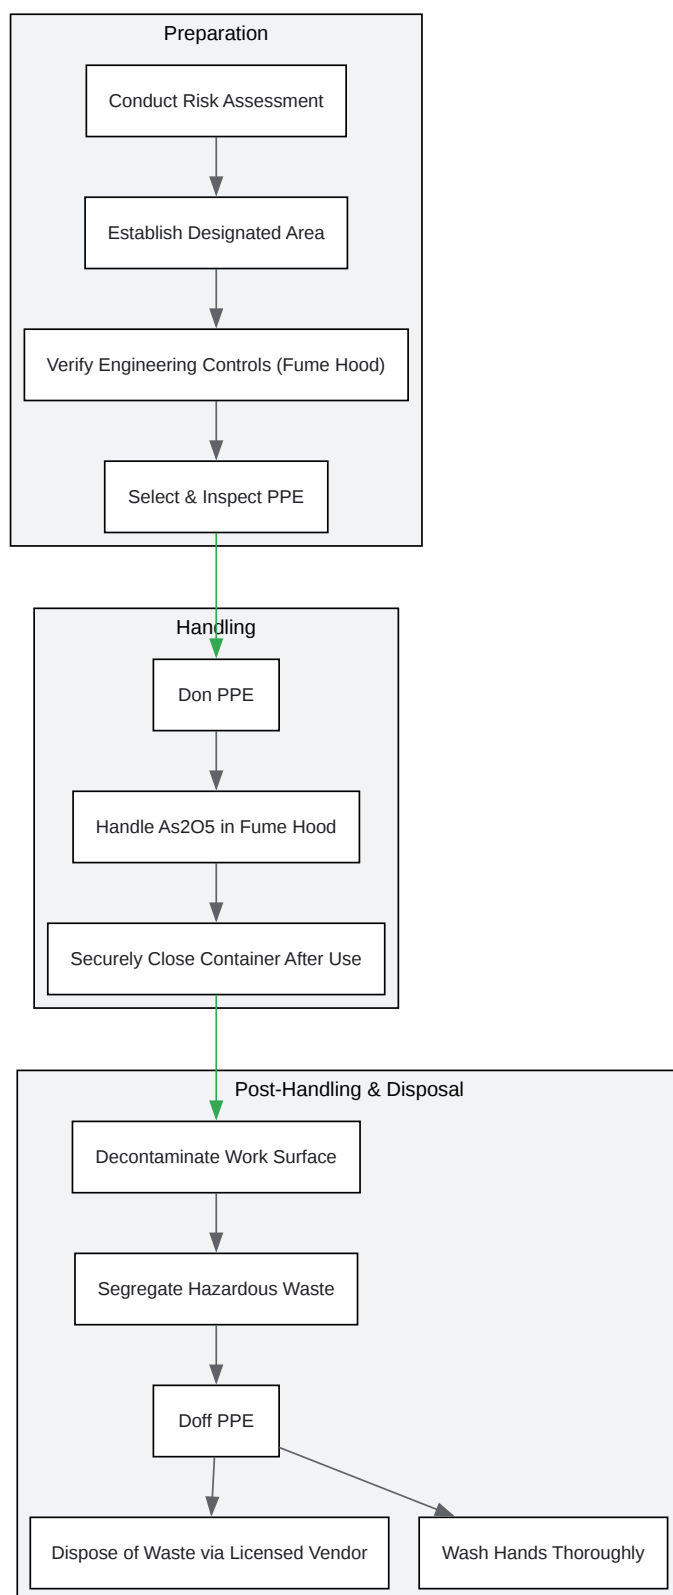 Preparation
Conduct Risk Assessment
Establish Designated Area
Verify Engineering Controls (Fume Hood)
Select & Inspect PPE
Handling
Don PPE
Handle As2O5 in Fume Hood
Securely Close Container After Use
Post-Handling & Disposal
Decontaminate Work Surface
Segregate Hazardous Waste
Doff PPE
Dispose of Waste via Licensed Vendor
Wash Hands Thoroughly